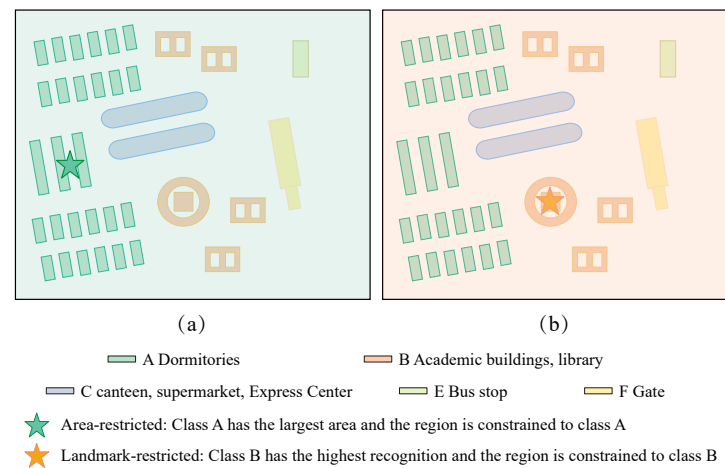 (a) (b)
A Dormitories B Academic buildings, library
C canteen, supermarket, Express Center E Bus stop F Gate
Area-restricted: Class A has the largest area and the region is constrained to class A
Landmark-restricted: Class B has the highest recognition and the region is constrained to class B